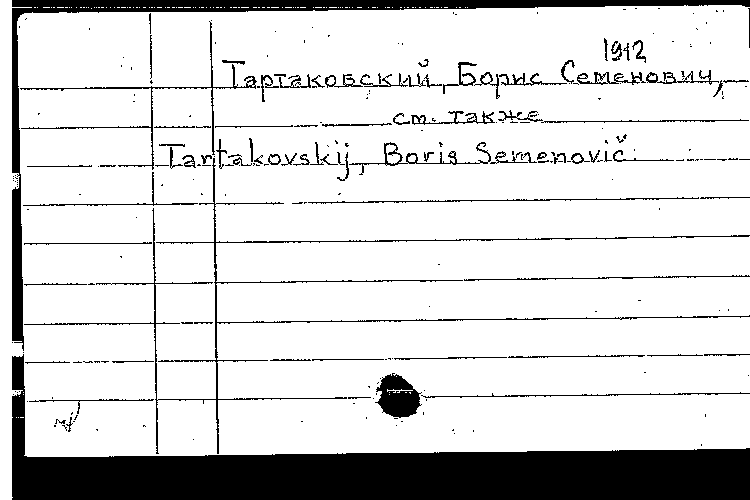 1912
Тартаковский, Борис Семенович,
см. также
Tartakovskij, Boris Semenovič